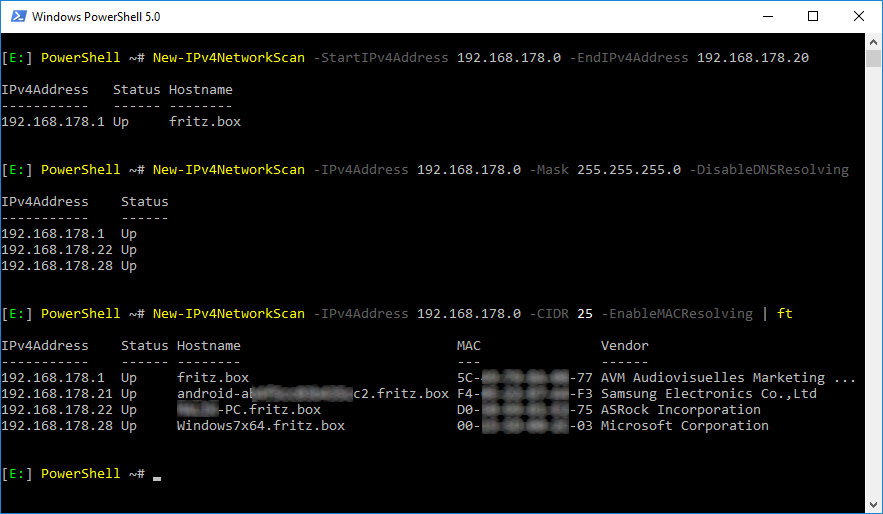 Windows PowerShell 5.0
[E:] PowerShell ~# New-IPv4NetworkScan -StartIPv4Address 192.168.178.0 -EndIPv4Address 192.168.178.20
IPv4Address Status Hostname
----------- ------ --------
192.168.178.1 Up fritz.box
[E:] PowerShell ~# New-IPv4NetworkScan -IPv4Address 192.168.178.0 -Mask 255.255.255.0 -DisableDNSResolving
IPv4Address Status
----------- ------
192.168.178.1 Up
192.168.178.22 Up
192.168.178.28 Up
[E:] PowerShell ~# New-IPv4NetworkScan -IPv4Address 192.168.178.0 -CIDR 25 -EnableMACResolving | ft
IPv4Address Status Hostname MAC Vendor
----------- ------ -------- --- ------
192.168.178.1 Up fritz.box 5C- -77 AVM Audiovisuelles Marketing ...
192.168.178.21 Up android-a c2.fritz.box F4- -F3 Samsung Electronics Co.,Ltd
192.168.178.22 Up -PC.fritz.box D0- -75 ASRock Incorporation
192.168.178.28 Up Windows7x64.fritz.box 00- -03 Microsoft Corporation
[E:] PowerShell ~# _